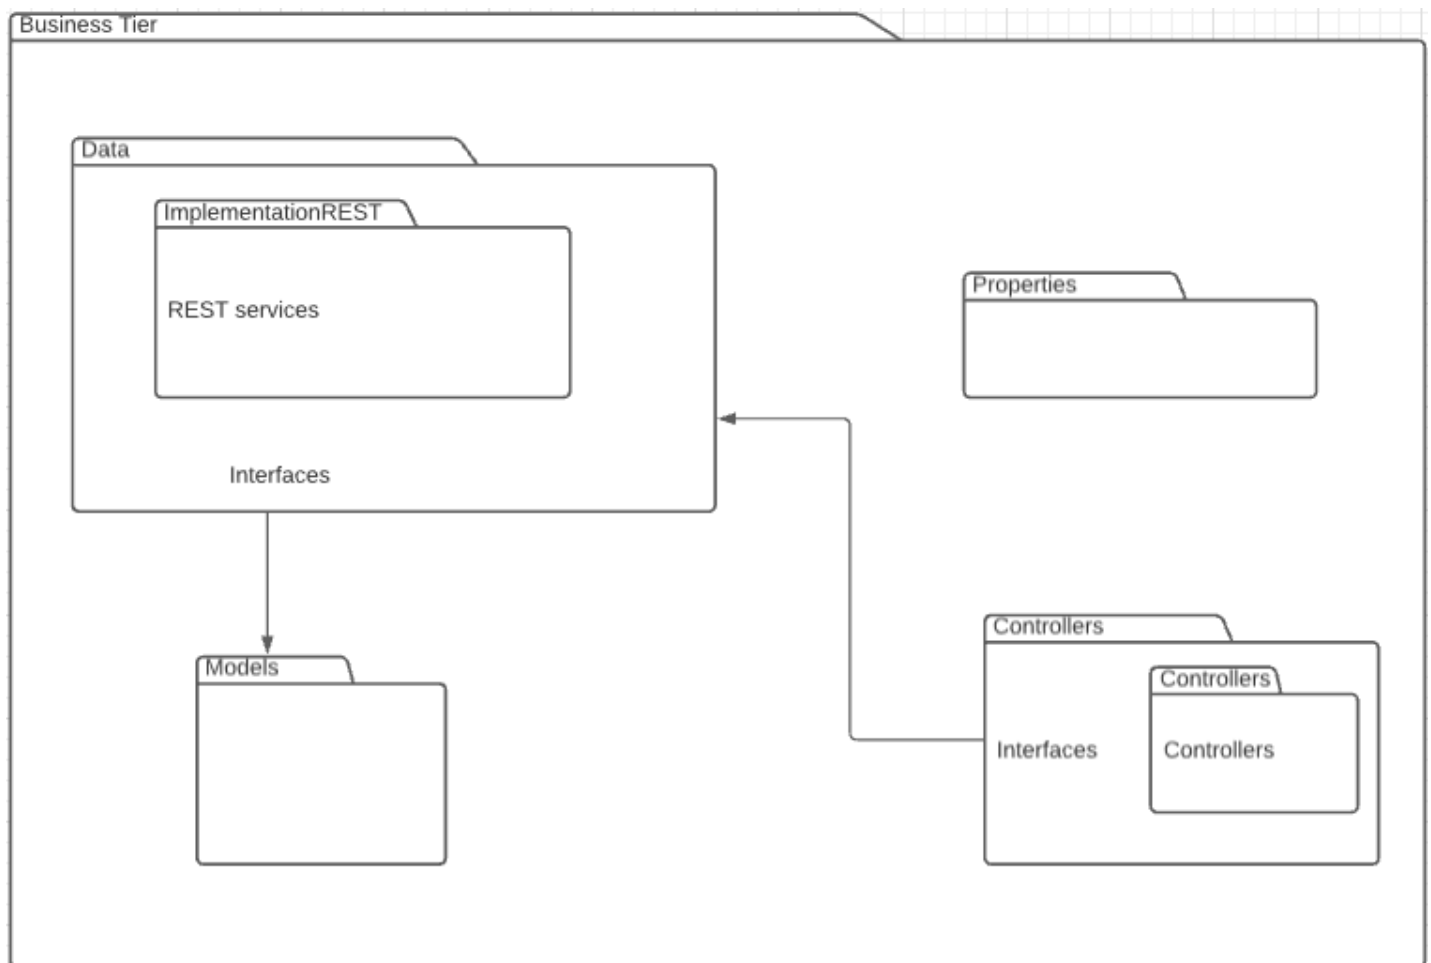 Business Tier
Data
ImplementationREST
REST services
Interfaces
Properties
Models
Controllers
Controllers
Interfaces
Controllers